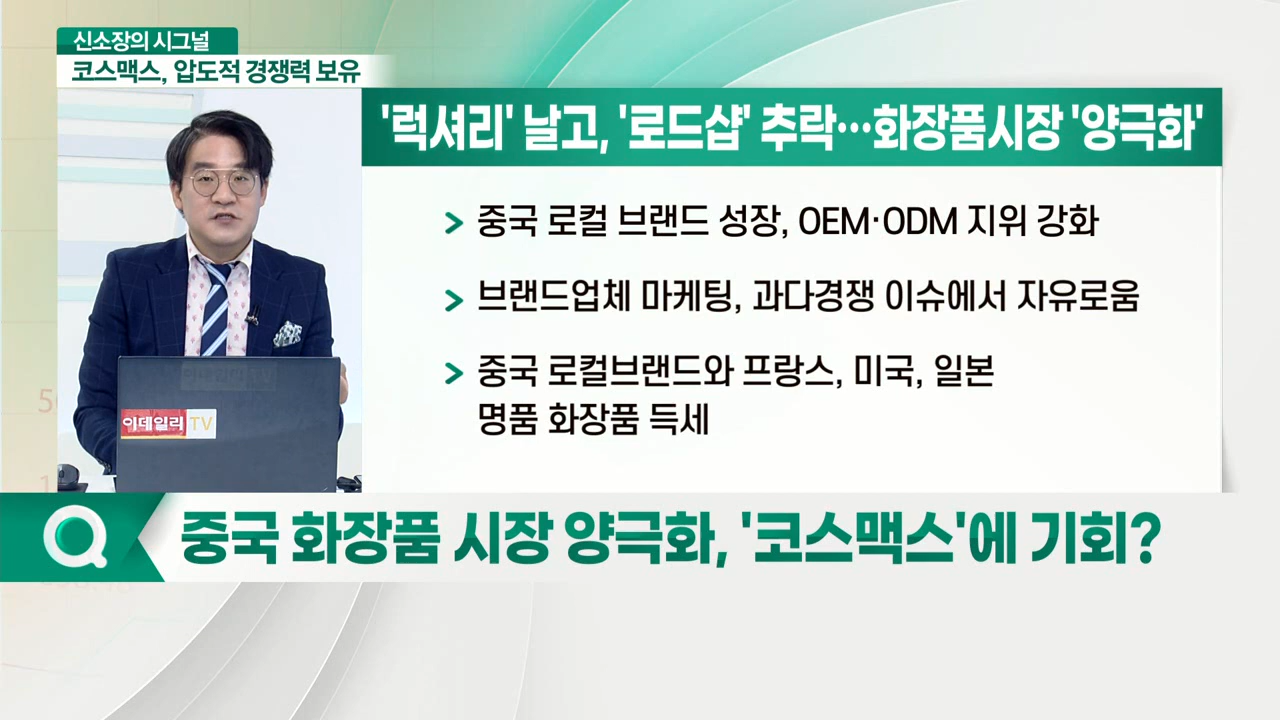 신소장의 시그널
코스맥스, 압도적 경쟁력 보유
'럭셔리' 날고, '로드샵' 추락…화장품시장 '양극화'
> 중국 로컬 브랜드 성장, OEM·ODM 지위 강화
> 브랜드업체 마케팅, 과다경쟁 이슈에서 자유로움
> 중국 로컬브랜드와 프랑스, 미국, 일본
명품 화장품 득세
이데일리 TV
Q 중국 화장품 시장 양극화, '코스맥스'에 기회?